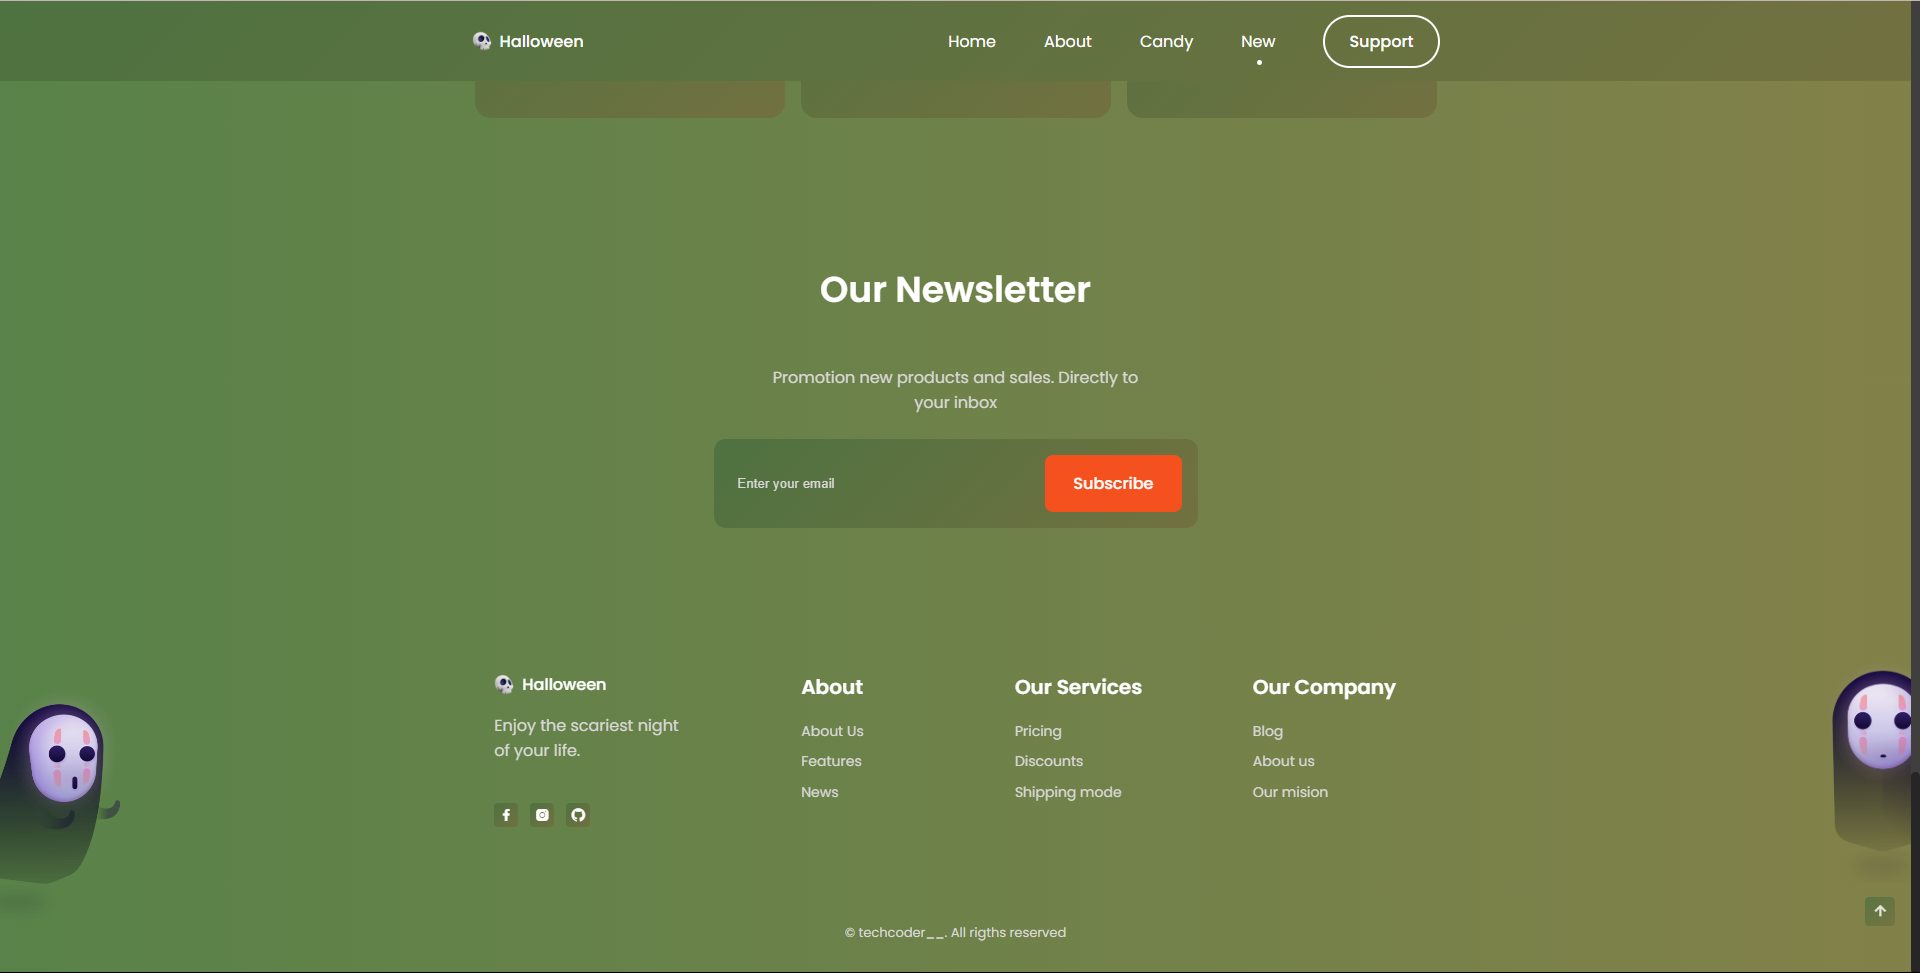 Halloween
Home
About
Candy
New
Support
Our Newsletter
Promotion new products and sales. Directly to
your inbox
Enter your email
Subscribe
Halloween
Enjoy the scariest night
of your life.
About
About Us
Features
News
Our Services
Pricing
Discounts
Shipping mode
Our Company
Blog
About us
Our mision
© techcoder__. All rigths reserved